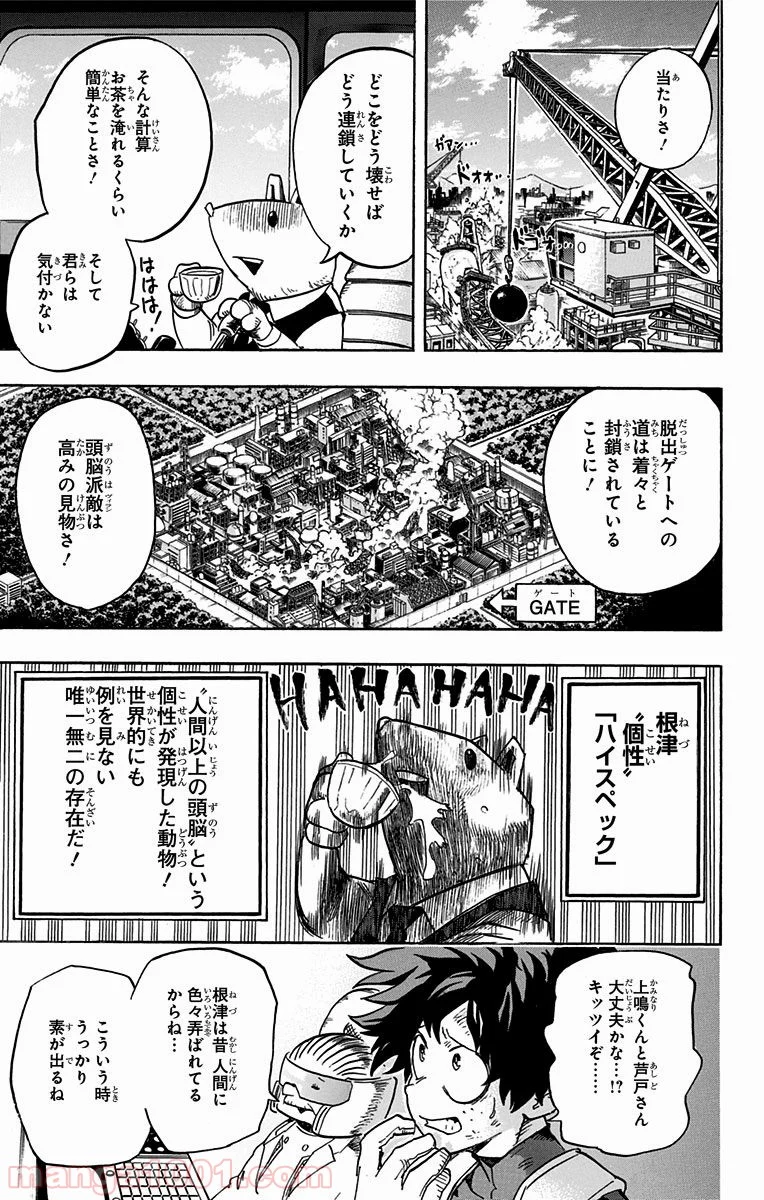 当たりさ！
ガアン…
ドオオ…
ドゴォ
どこをどう壊せば
どう連鎖していくか
そんな計算
お茶を淹れるくらい
簡単なことさ！
そして
君らは
気付かない
ははは！
脱出ゲートへの
道は着々と
封鎖されている
ことに！
頭脳派敵は
高みの見物さ！
ゲート
GATE
HAHAHAHAHA
根津
“個性”
「ハイスペック」
“人間以上の頭脳”という
個性が発現した動物！
世界的にも
例を見ない
唯一無二の存在だ！
上鳴くんと芦戸さん
大丈夫かな…!?
キッツイぞ……
根津は昔 人間に
色々弄ばれてる
からね…
こういう時
うっかり
素が出るね